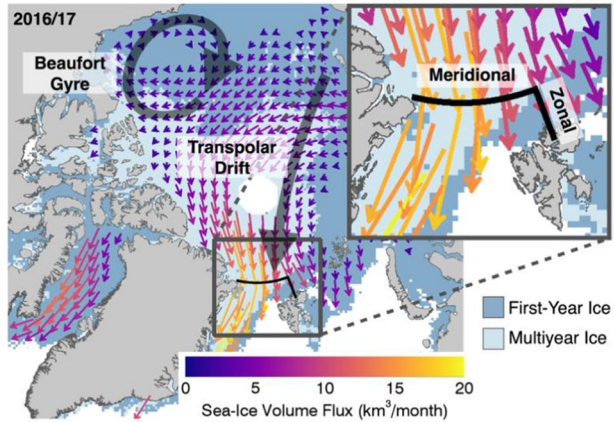 2016/17
Beaufort
Gyre
Transpolar
Drift
Meridional
Zonal
First-Year Ice
Multiyear Ice
0 5 10 15 20
Sea-Ice Volume Flux (km³/month)